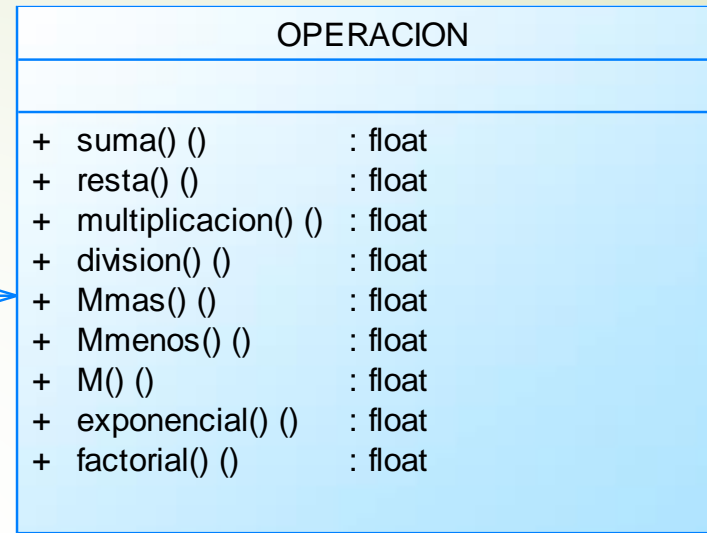 OPERACION
+ suma() () : float
+ resta() () : float
+ multiplicacion() () : float
+ division() () : float
+ Mmas() () : float
+ Mmenos() () : float
+ M() () : float
+ exponencial() () : float
+ factorial() () : float